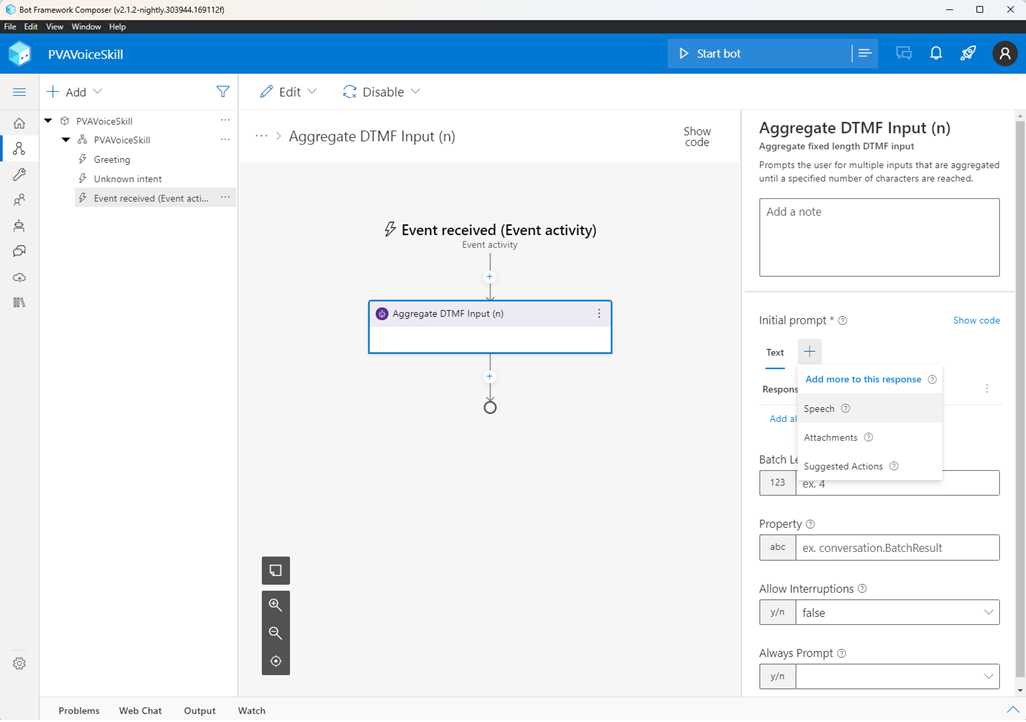 Bot Framework Composer (v2.1.2-nightly.303944.169112f)
File Edit View Window Help
PVAVoiceSkill
Start bot
Add
Edit
Disable
PVAVoiceSkill
PVAVoiceSkill
Greeting
Unknown intent
Event received (Event acti...
... > Aggregate DTMF Input (n)
Show
code
Event received (Event activity)
Event activity
Aggregate DTMF Input (n)
Aggregate DTMF Input (n)
Aggregate fixed length DTMF input
Prompts the user for multiple inputs that are aggregated
until a specified number of characters are reached.
Add a note
Initial prompt *
Show code
Text
Add more to this response
Respons
Speech
Add al
Attachments
Batch Le
Suggested Actions
123 ex. 4
Property
abc ex. conversation.BatchResult
Allow Interruptions
y/n false
Always Prompt
y/n
Problems Web Chat Output Watch